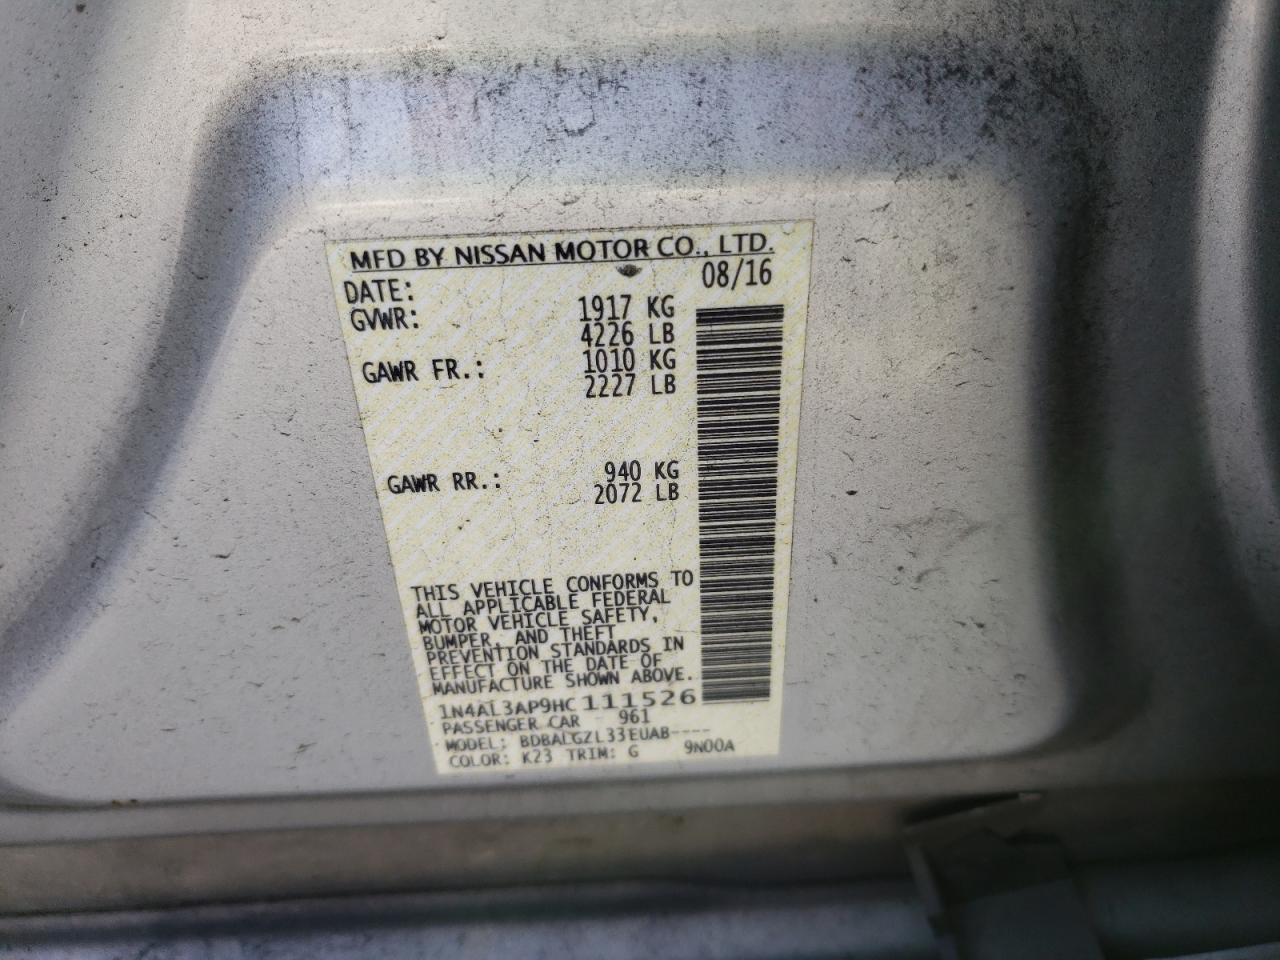 MFD BY NISSAN MOTOR CO., LTD.
DATE: 08/16
GVWR: 1917 KG
4226 LB
GAWR FR.: 1010 KG
2227 LB
GAWR RR.: 940 KG
2072 LB
THIS VEHICLE CONFORMS TO
ALL APPLICABLE FEDERAL
MOTOR VEHICLE SAFETY,
BUMPER, AND THEFT
PREVENTION STANDARDS IN
EFFECT ON THE DATE OF
MANUFACTURE SHOWN ABOVE.
1N4AL3AP9HC111526
PASSENGER CAR 961
MODEL: BDBALGZL33EUAB----
COLOR: K23 TRIM: G 9N00A